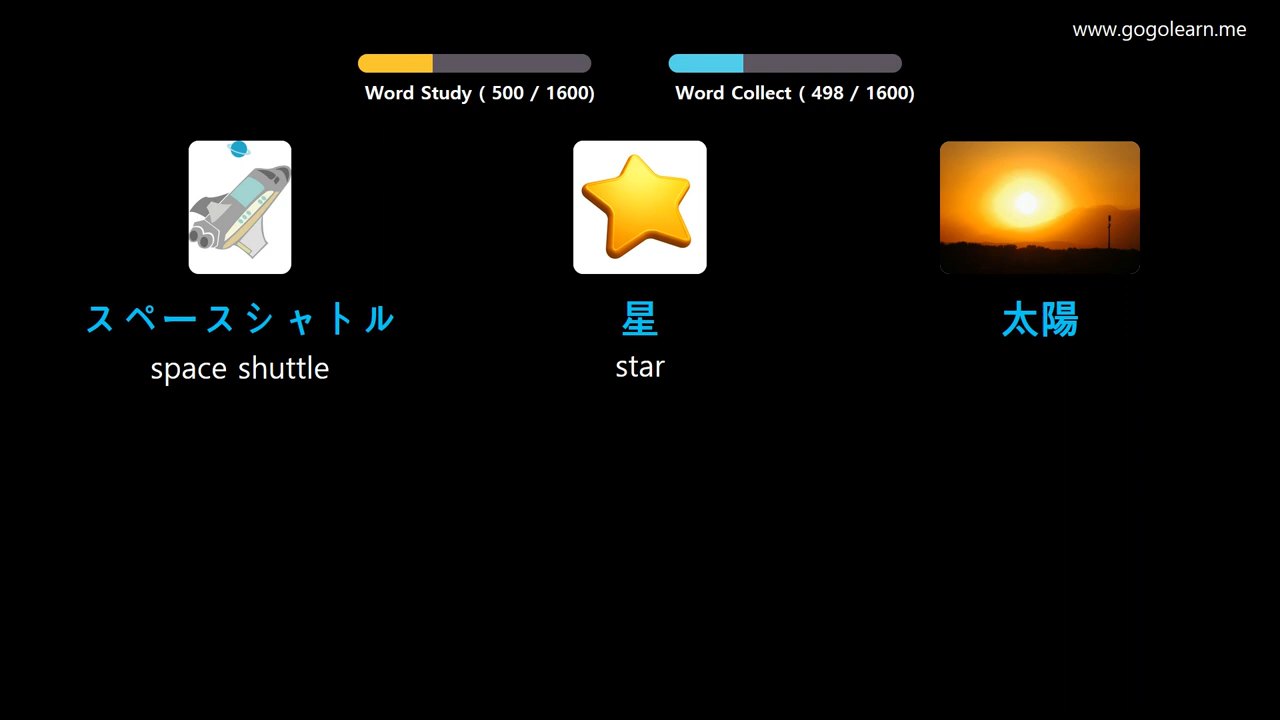 www.gogolearn.me
Word Study ( 500 / 1600)
Word Collect ( 498 / 1600)
スペースシャトル
星
太陽
space shuttle
star